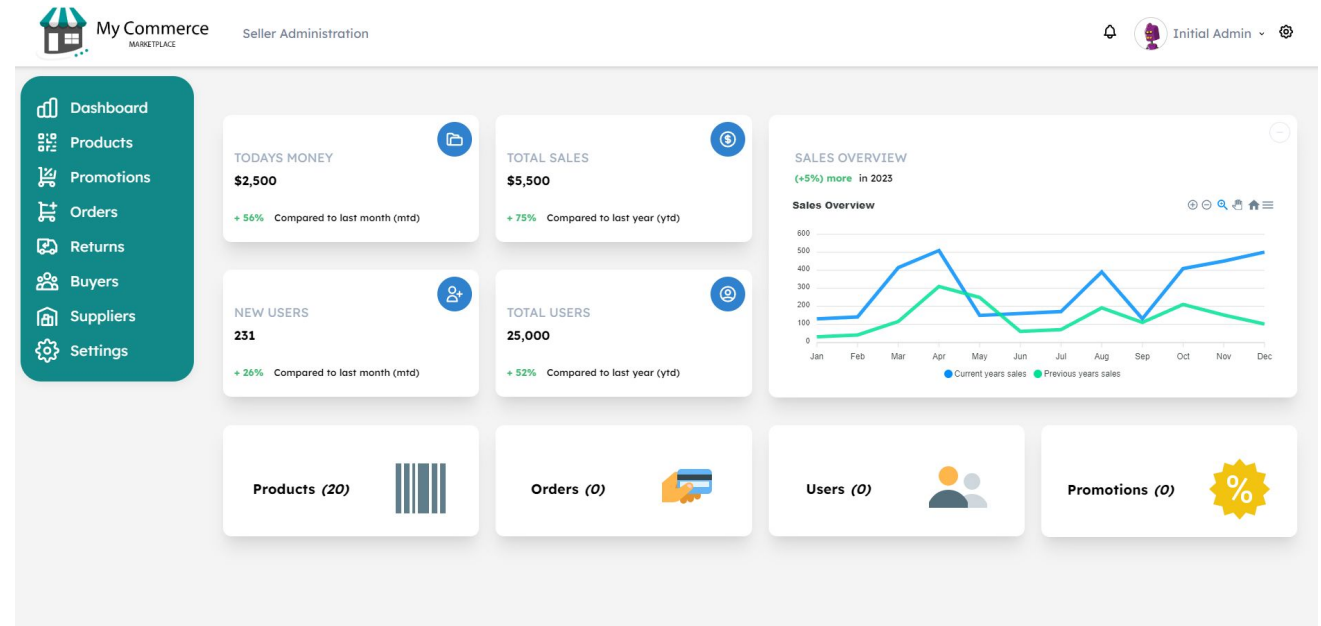 My Commerce
MARKETPLACE
Seller Administration
Initial Admin
Dashboard
Products
Promotions
Orders
Returns
Buyers
Suppliers
Settings
TODAYS MONEY
$2,500
+ 56% Compared to last month (mtd)
TOTAL SALES
$5,500
+ 75% Compared to last year (ytd)
NEW USERS
231
+ 26% Compared to last month (mtd)
TOTAL USERS
25,000
+ 52% Compared to last year (ytd)
SALES OVERVIEW
(+5%) more in 2023
Sales Overview
600
500
400
300
200
100
0
Jan Feb Mar Apr May Jun Jul Aug Sep Oct Nov Dec
Current years sales Previous years sales
Products (20)
Orders (0)
Users (0)
Promotions (0)
%